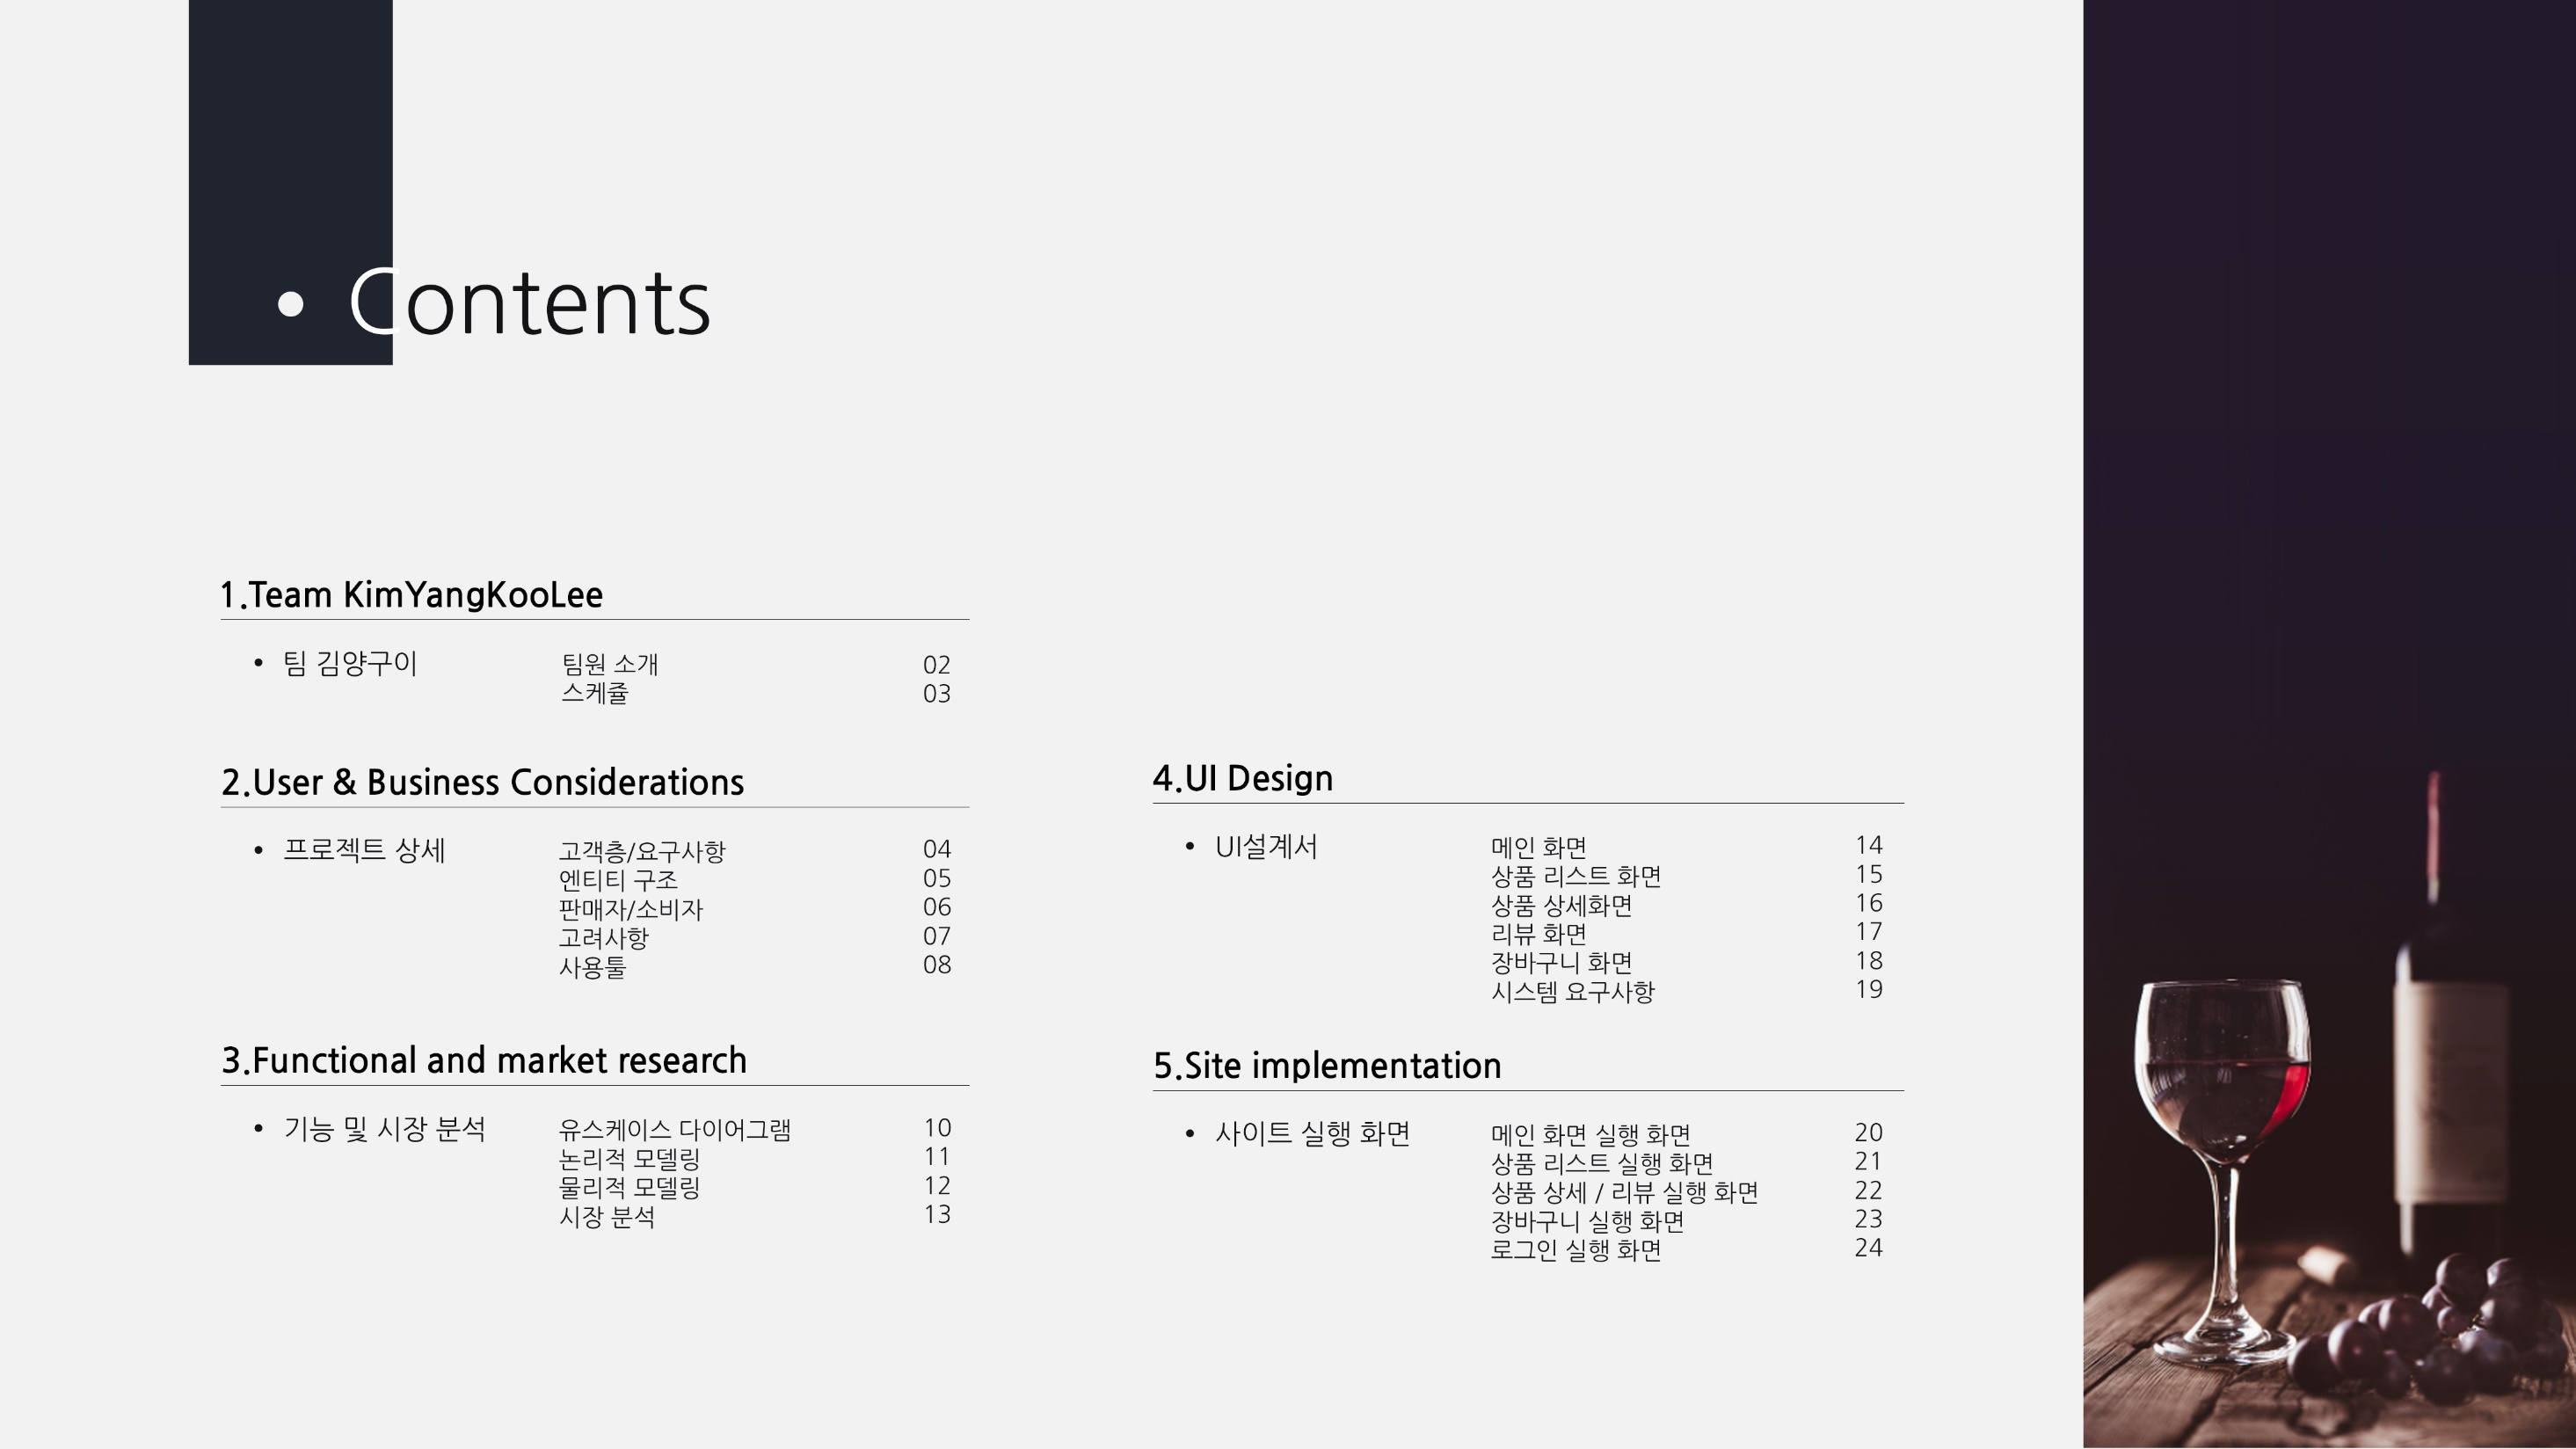 • Contents
1.Team KimYangKooLee
• 팀 김양구이 팀원 소개 02
스케쥴 03
2.User & Business Considerations
• 프로젝트 상세 고객층/요구사항 04
엔티티 구조 05
판매자/소비자 06
고려사항 07
사용툴 08
3.Functional and market research
• 기능 및 시장 분석 유스케이스 다이어그램 10
논리적 모델링 11
물리적 모델링 12
시장 분석 13
4.UI Design
• UI설계서 메인 화면 14
상품 리스트 화면 15
상품 상세화면 16
리뷰 화면 17
장바구니 화면 18
시스템 요구사항 19
5.Site implementation
• 사이트 실행 화면 메인 화면 실행 화면 20
상품 리스트 실행 화면 21
상품 상세 / 리뷰 실행 화면 22
장바구니 실행 화면 23
로그인 실행 화면 24